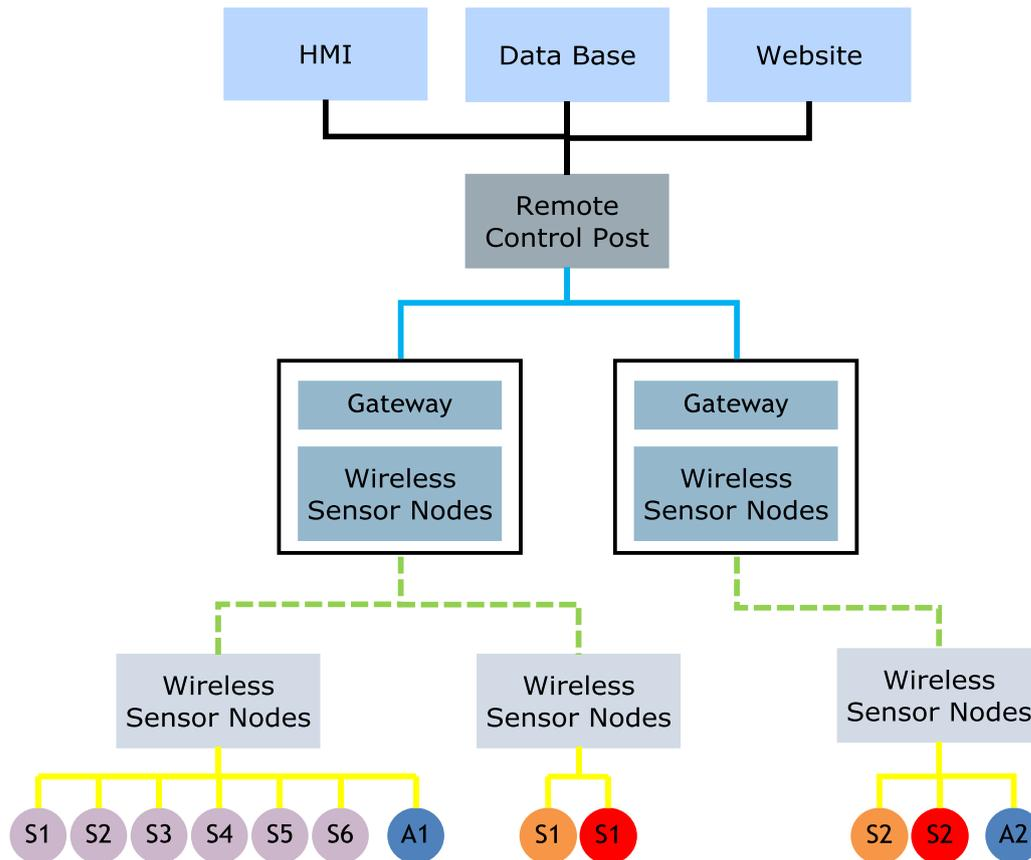 HMI
Data Base
Website
Remote
Control Post
Gateway
Wireless
Sensor Nodes
Gateway
Wireless
Sensor Nodes
Wireless
Sensor Nodes
Wireless
Sensor Nodes
Wireless
Sensor Nodes
S1
S2
S3
S4
S5
S6
A1
S1
S1
S2
S2
A2